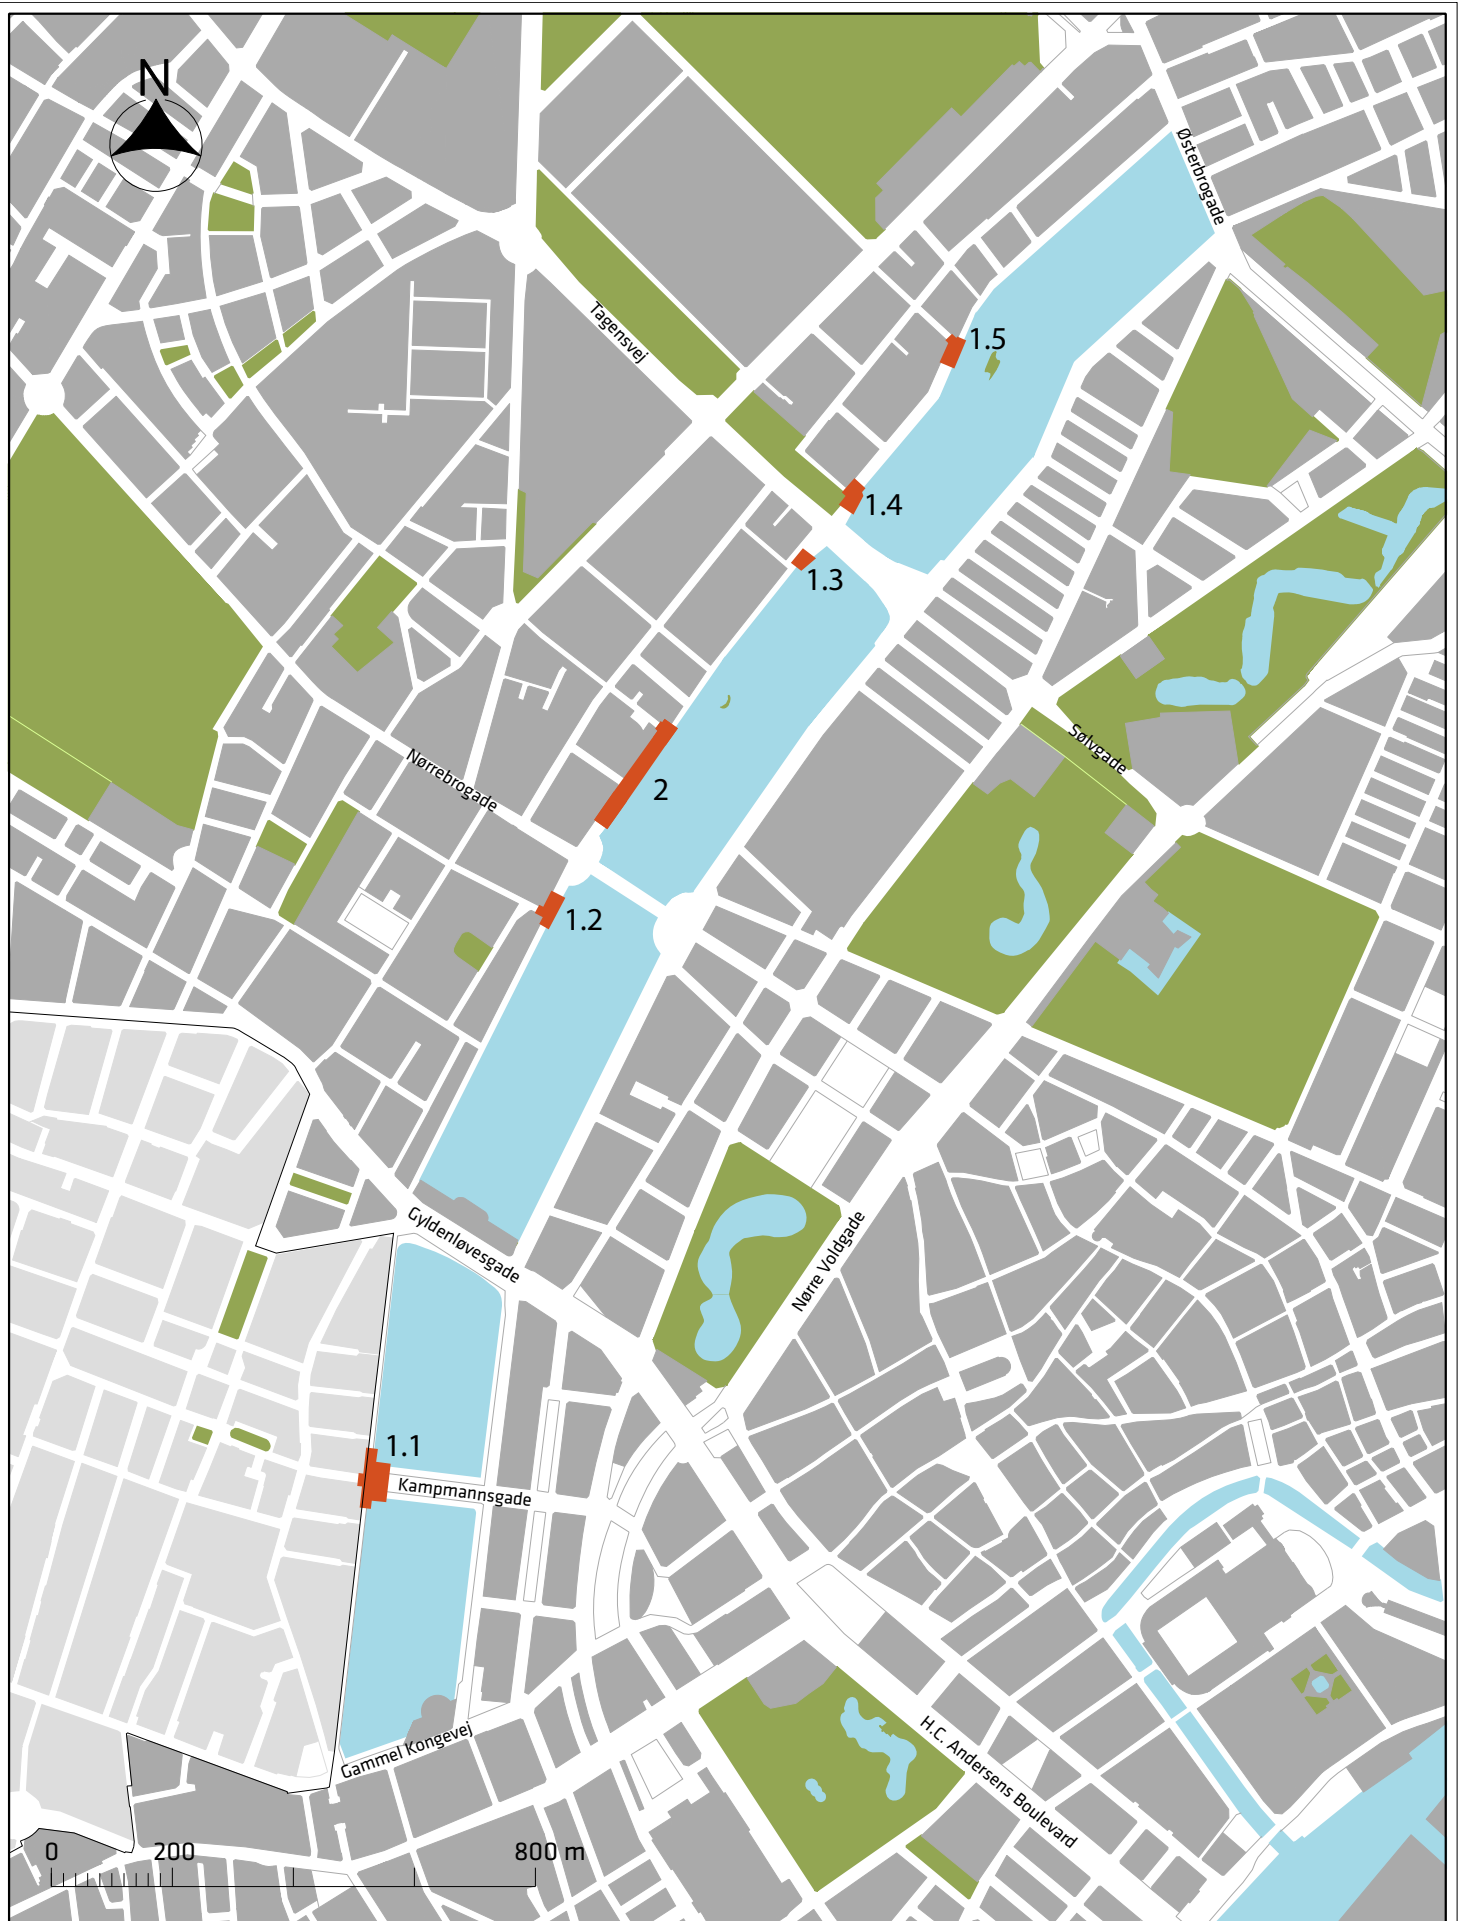 N
Østerbrogade
Tagensvej
1.5
1.4
1.3
Sølvgade
Nørrebrogade
2
1.2
Gyldenløvesgade
Nørre Voldgade
1.1
Kampmannsgade
Gammel Kongevej
H.C. Andersens Boulevard
0 200 800 m